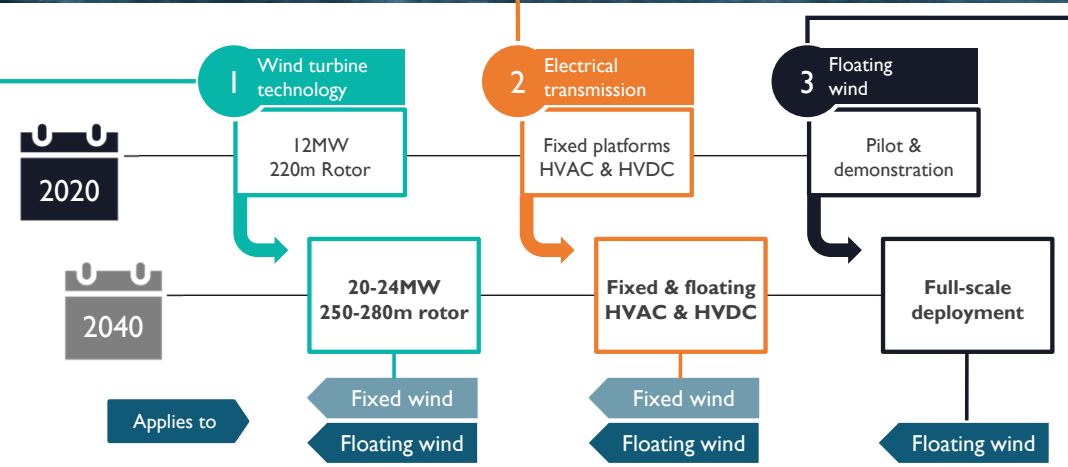 1
Wind turbine
technology
2
Electrical
transmission
3
Floating
wind
2020
12MW
220m Rotor
Fixed platforms
HVAC & HVDC
Pilot &
demonstration
2040
20-24MW
250-280m rotor
Fixed & floating
HVAC & HVDC
Full-scale
deployment
Applies to
Fixed wind
Floating wind
Fixed wind
Floating wind
Floating wind